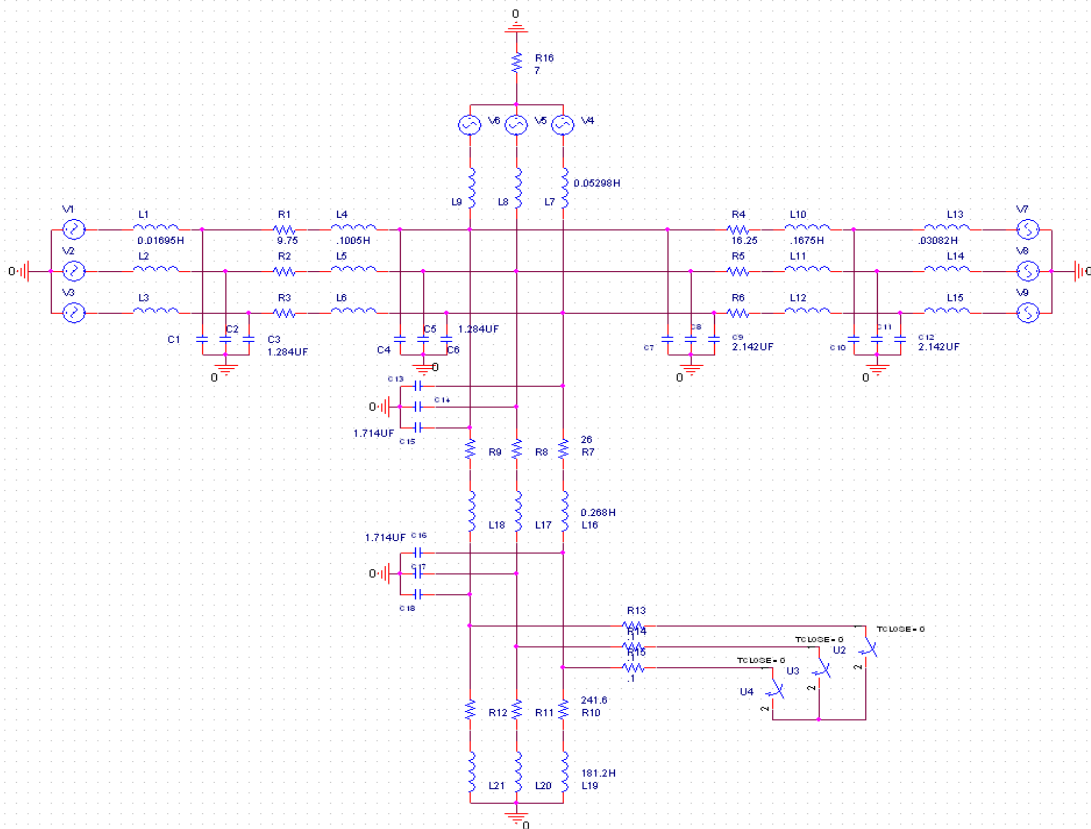 0
R16
7
V6 V5 V4
0.05298H
L9 L8 L7
V1 L1 R1 L4 R4 L10 L13 V7
0.01695H 9.75 .1005H 16.25 .1675H .03082H
V2 L2 R2 L5 R5 L11 L14 V8
0 0
V3 L3 R3 L6 R6 L12 L15 V9
C1 C2 C3 C4 C5 1.284UF C6 C7 C8 C9 C10 C11 C12
1.284UF 2.142UF 2.142UF
0 0 0 0
C13
0 C14
1.714UF C15
26
R9 R8 R7
0.268H
L18 L17 L16
1.714UF C16
0 C17
C18
R13
TCLOSE = 0
1
R14
.1
TCLOSE = 0
1 U2
R15
.1
TCLOSE = 0
1 U3 2
.1
U4 2
2
241.6
R12 R11 R10
181.2H
L21 L20 L19
0